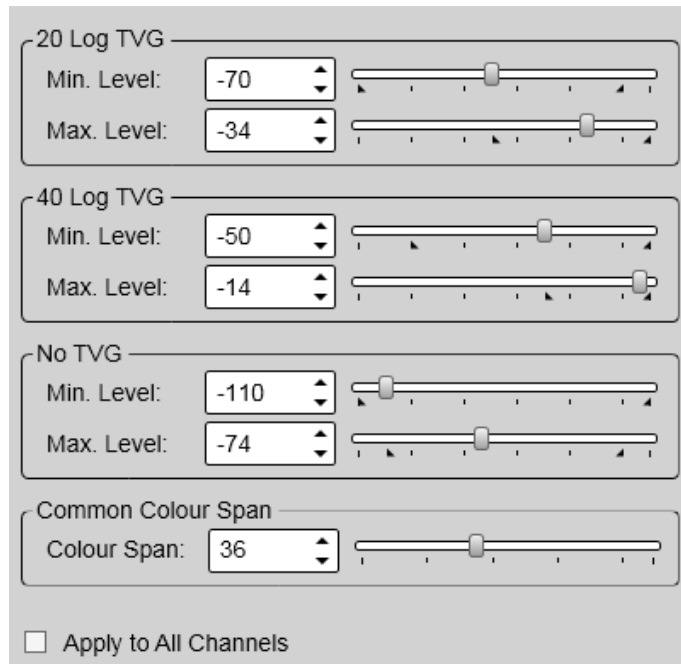 20 Log TVG
Min. Level: -70
Max. Level: -34
40 Log TVG
Min. Level: -50
Max. Level: -14
No TVG
Min. Level: -110
Max. Level: -74
Common Colour Span
Colour Span: 36
Apply to All Channels